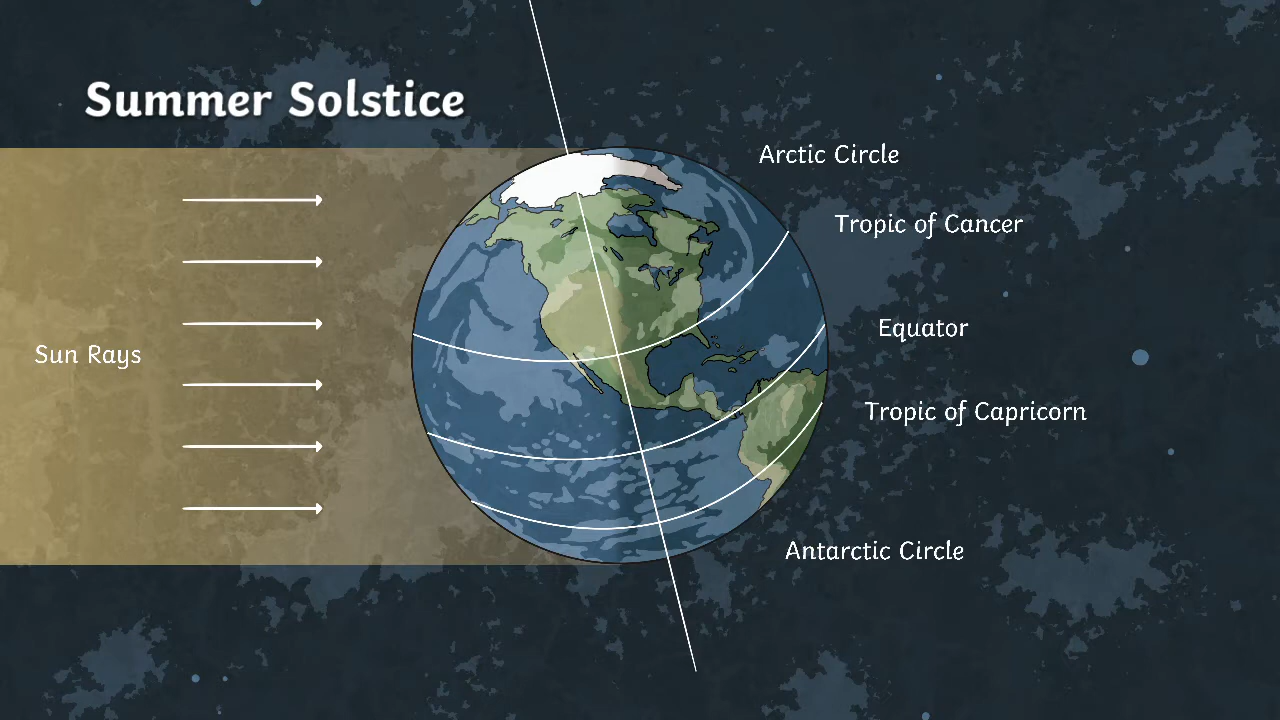 Summer Solstice
Arctic Circle
Tropic of Cancer
Equator
Sun Rays
Tropic of Capricorn
Antarctic Circle